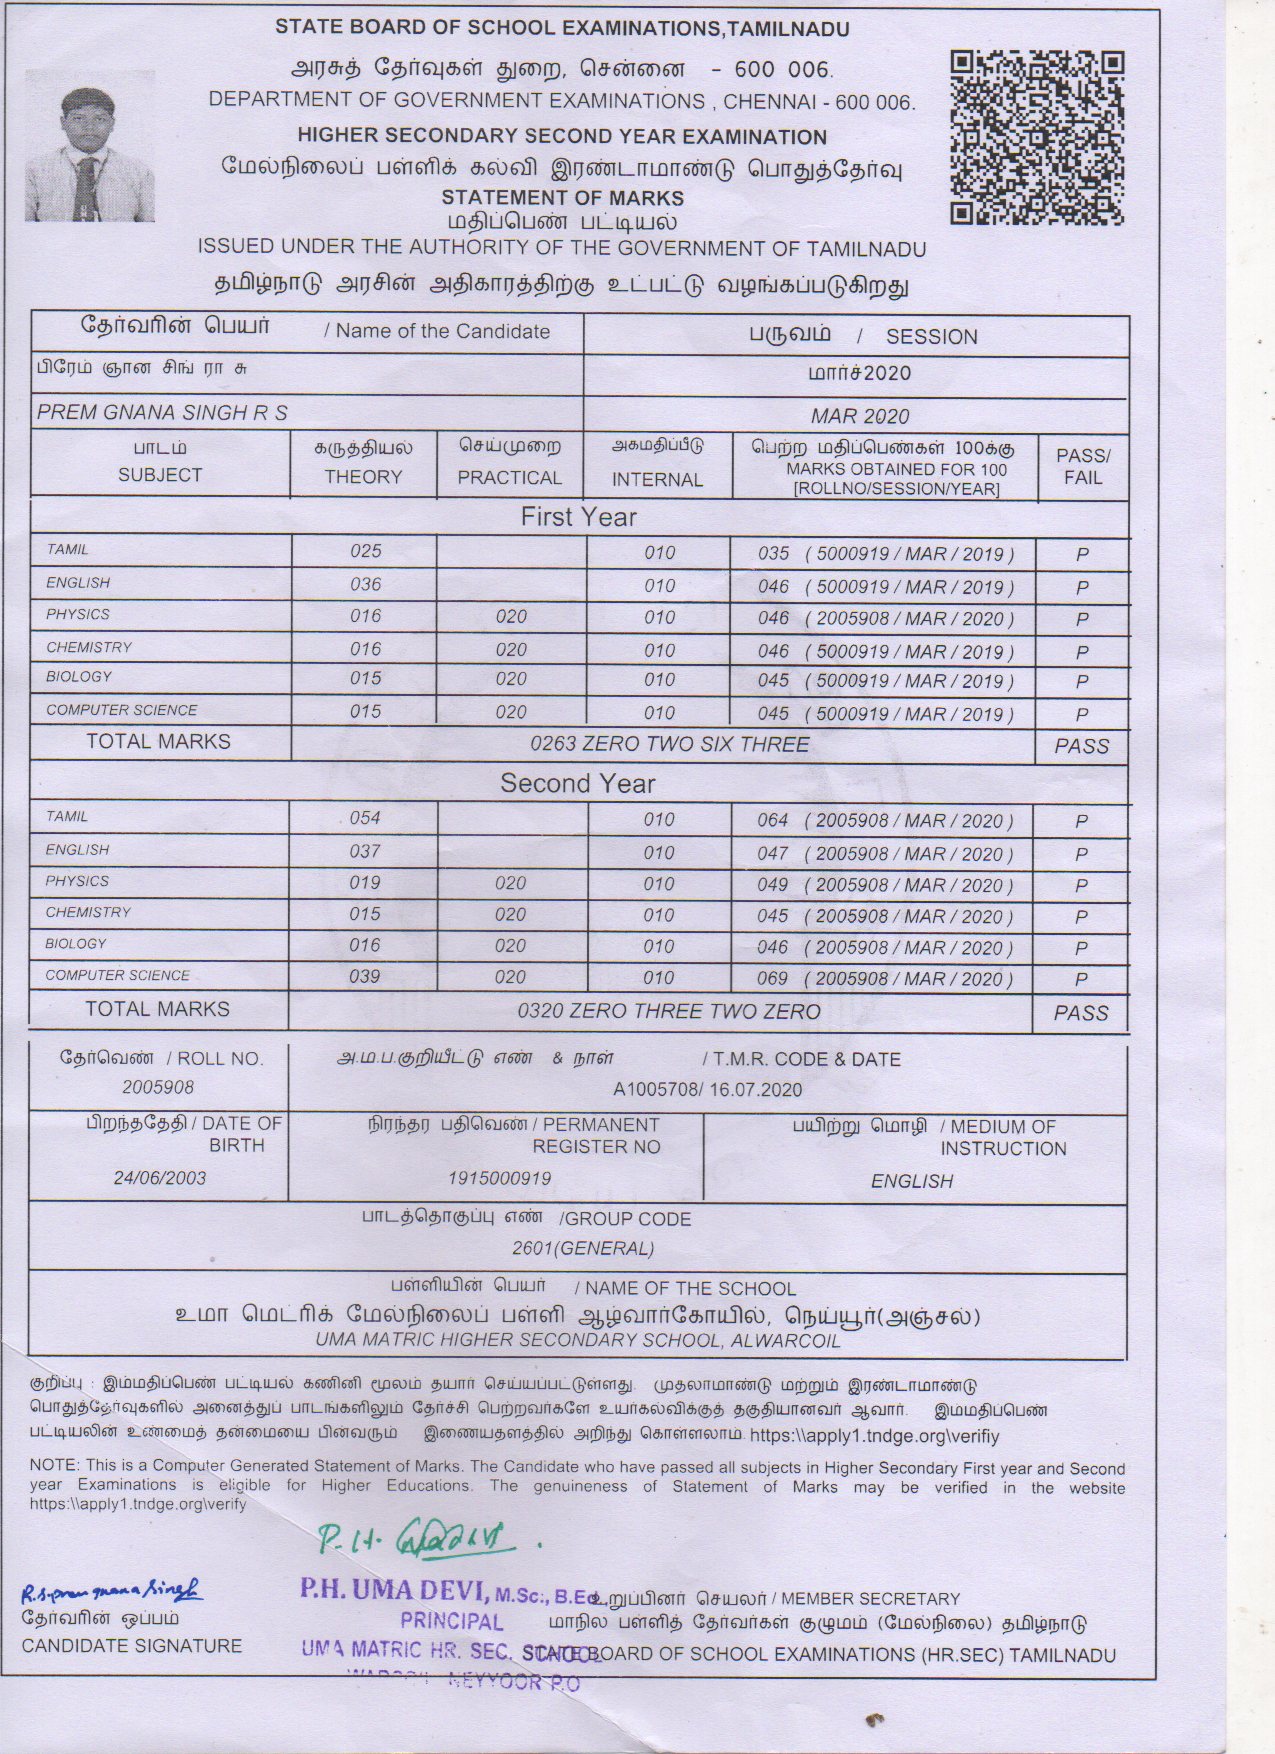 STATE BOARD OF SCHOOL EXAMINATIONS,TAMILNADU
அரசுத் தேர்வுகள் துறை, சென்னை - 600 006.
DEPARTMENT OF GOVERNMENT EXAMINATIONS , CHENNAI - 600 006.
HIGHER SECONDARY SECOND YEAR EXAMINATION
மேல்நிலைப் பள்ளிக் கல்வி இரண்டாமாண்டு பொதுத்தேர்வு
STATEMENT OF MARKS
மதிப்பெண் பட்டியல்
ISSUED UNDER THE AUTHORITY OF THE GOVERNMENT OF TAMILNADU
தமிழ்நாடு அரசின் அதிகாரத்திற்கு உட்பட்டு வழங்கப்படுகிறது
தேர்வரின் பெயர் / Name of the Candidate பருவம் / SESSION
பிரேம் ஞான சிங் ரா சு மார்ச்2020
PREM GNANA SINGH R S MAR 2020
பாடம் கருத்தியல் செய்முறை அகமதிப்பீடு பெற்ற மதிப்பெண்கள் 100க்கு PASS/
SUBJECT THEORY PRACTICAL INTERNAL MARKS OBTAINED FOR 100 FAIL
[ROLLNO/SESSION/YEAR]
First Year
TAMIL 025 010 035 ( 5000919 / MAR / 2019 ) P
ENGLISH 036 010 046 ( 5000919 / MAR / 2019 ) P
PHYSICS 016 020 010 046 ( 2005908 / MAR / 2020 ) P
CHEMISTRY 016 020 010 046 ( 5000919 / MAR / 2019 ) P
BIOLOGY 015 020 010 045 ( 5000919 / MAR / 2019 ) P
COMPUTER SCIENCE 015 020 010 045 ( 5000919 / MAR / 2019 ) P
TOTAL MARKS 0263 ZERO TWO SIX THREE PASS
Second Year
TAMIL 054 010 064 ( 2005908 / MAR / 2020 ) P
ENGLISH 037 010 047 ( 2005908 / MAR / 2020 ) P
PHYSICS 019 020 010 049 ( 2005908 / MAR / 2020 ) P
CHEMISTRY 015 020 010 045 ( 2005908 / MAR / 2020 ) P
BIOLOGY 016 020 010 046 ( 2005908 / MAR / 2020 ) P
COMPUTER SCIENCE 039 020 010 069 ( 2005908 / MAR / 2020 ) P
TOTAL MARKS 0320 ZERO THREE TWO ZERO PASS
தேர்வெண் / ROLL NO. அ.ம.ப.குறியீட்டு எண் & நாள் / T.M.R. CODE & DATE
2005908 A1005708/ 16.07.2020
பிறந்ததேதி / DATE OF BIRTH நிரந்தர பதிவெண் / PERMANENT REGISTER NO பயிற்று மொழி / MEDIUM OF INSTRUCTION
24/06/2003 1915000919 ENGLISH
பாடத்தொகுப்பு எண் /GROUP CODE
2601(GENERAL)
பள்ளியின் பெயர் / NAME OF THE SCHOOL
உமா மெட்ரிக் மேல்நிலைப் பள்ளி ஆழ்வார்கோயில், நெய்யூர்(அஞ்சல்)
UMA MATRIC HIGHER SECONDARY SCHOOL, ALWARCOIL
குறிப்பு : இம்மதிப்பெண் பட்டியல் கணினி மூலம் தயார் செய்யப்பட்டுள்ளது. முதலாமாண்டு மற்றும் இரண்டாமாண்டு
பொதுத்தேர்வுகளில் அனைத்துப் பாடங்களிலும் தேர்ச்சி பெற்றவர்களே உயர்கல்விக்குத் தகுதியானவர் ஆவார். இம்மதிப்பெண்
பட்டியலின் உண்மைத் தன்மையை பின்வரும் இணையதளத்தில் அறிந்து கொள்ளலாம். https:\\apply1.tndge.org\verifiy
NOTE: This is a Computer Generated Statement of Marks. The Candidate who have passed all subjects in Higher Secondary First year and Second
year Examinations is eligible for Higher Educations. The genuineness of Statement of Marks may be verified in the website
https:\\apply1.tndge.org\verify
P.H.
R.S. Prem gnana Singh P.H. UMA DEVI, M.Sc., B.Ed. உறுப்பினர் செயலர் / MEMBER SECRETARY
தேர்வரின் ஒப்பம் PRINCIPAL மாநில பள்ளித் தேர்வுகள் குழுமம் (மேல்நிலை) தமிழ்நாடு
CANDIDATE SIGNATURE UMA MATRIC HR. SEC. SCHOOL STATE BOARD OF SCHOOL EXAMINATIONS (HR.SEC) TAMILNADU
NEYYOOR P.O